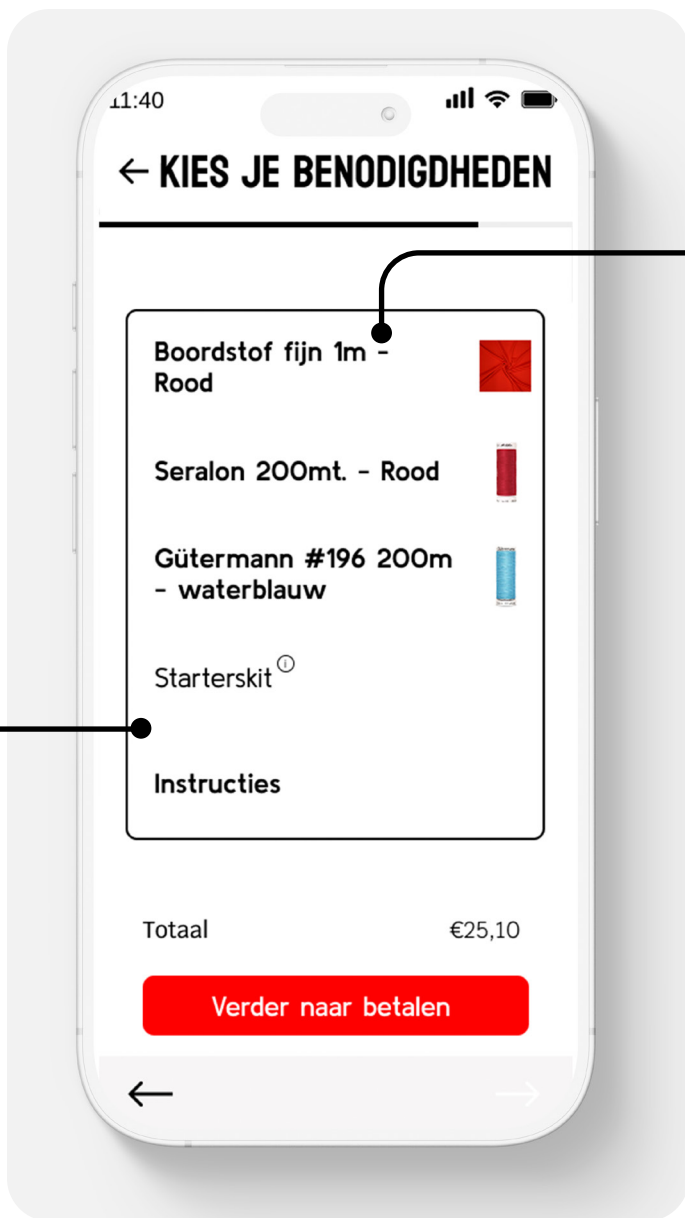 11:40
← KIES JE BENODIGDHEDEN
Boordstof fijn 1m -
Rood
Seralon 200mt. - Rood
Gütermann #196 200m
- waterblauw
Starterskit ⓘ
Instructies
Totaal €25,10
Verder naar betalen